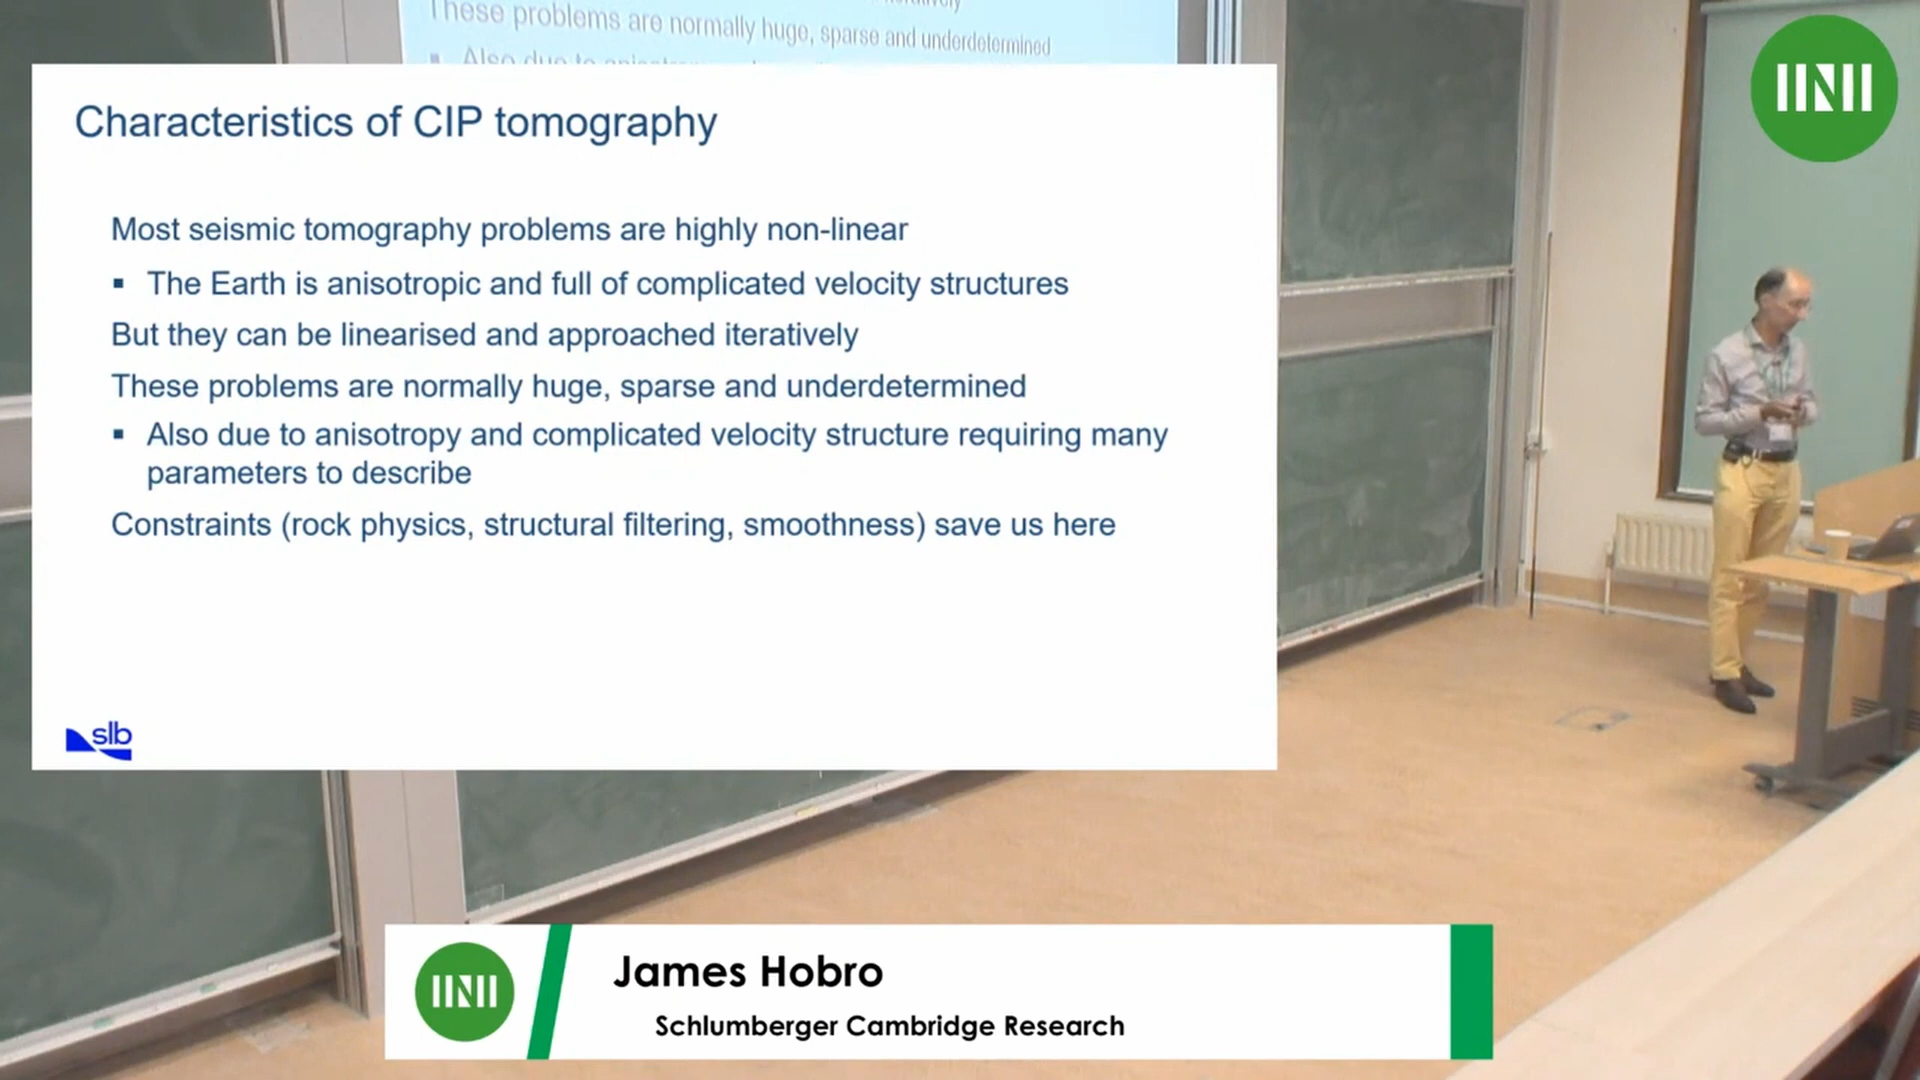 These problems are normally huge, sparse and underdetermined
Also due to
Characteristics of CIP tomography
Most seismic tomography problems are highly non-linear
▪ The Earth is anisotropic and full of complicated velocity structures
But they can be linearised and approached iteratively
These problems are normally huge, sparse and underdetermined
▪ Also due to anisotropy and complicated velocity structure requiring many
parameters to describe
Constraints (rock physics, structural filtering, smoothness) save us here
slb
James Hobro
Schlumberger Cambridge Research